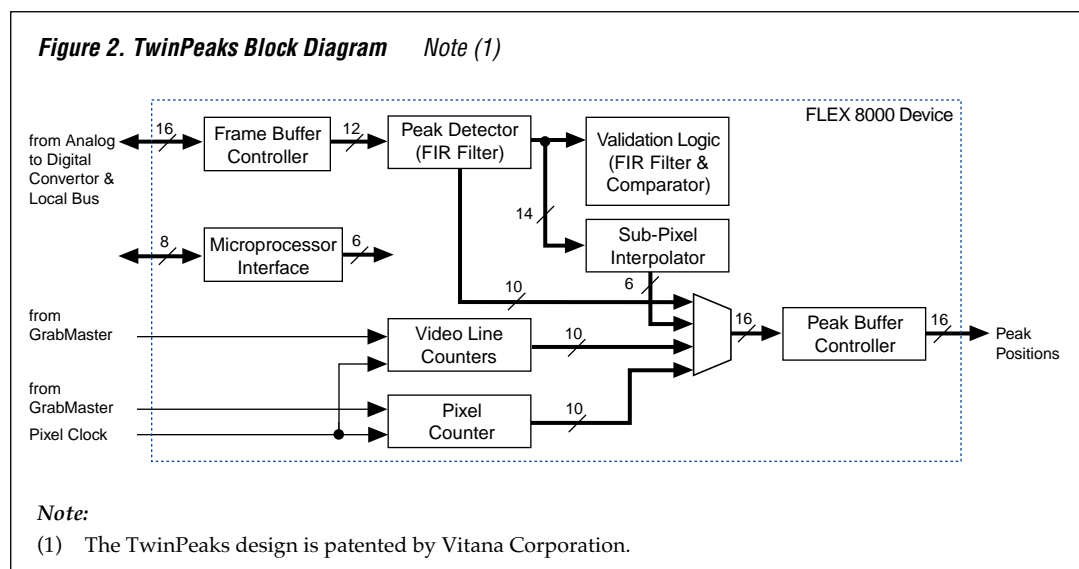 Figure 2. TwinPeaks Block Diagram Note (1)
FLEX 8000 Device
from Analog
to Digital
Convertor &
Local Bus
16
Frame Buffer
Controller
12
Peak Detector
(FIR Filter)
Validation Logic
(FIR Filter &
Comparator)
14
8
Microprocessor
Interface
6
Sub-Pixel
Interpolator
6
10
from
GrabMaster
Video Line
Counters
10
16
Peak Buffer
Controller
16
Peak
Positions
from
GrabMaster
Pixel Clock
Pixel
Counter
10
Note:
(1) The TwinPeaks design is patented by Vitana Corporation.